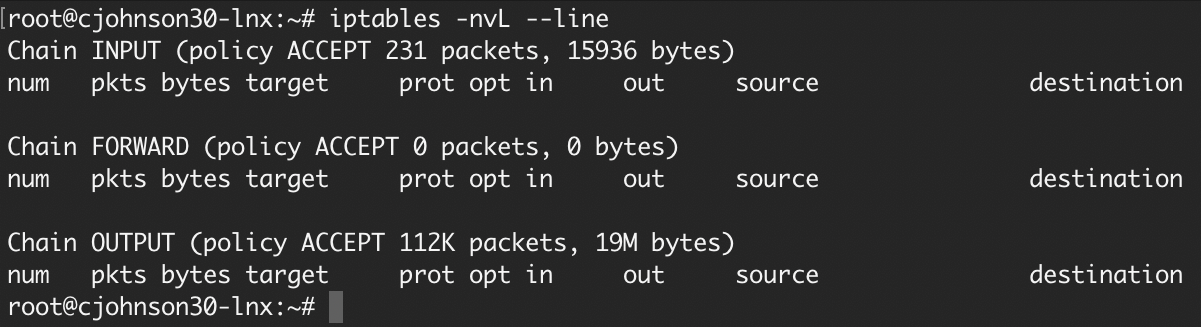 [root@cjohnson30-lnx:~# iptables -nvL --line
Chain INPUT (policy ACCEPT 231 packets, 15936 bytes)
num   pkts bytes target     prot opt in     out     source               destination

Chain FORWARD (policy ACCEPT 0 packets, 0 bytes)
num   pkts bytes target     prot opt in     out     source               destination

Chain OUTPUT (policy ACCEPT 112K packets, 19M bytes)
num   pkts bytes target     prot opt in     out     source               destination
root@cjohnson30-lnx:~#